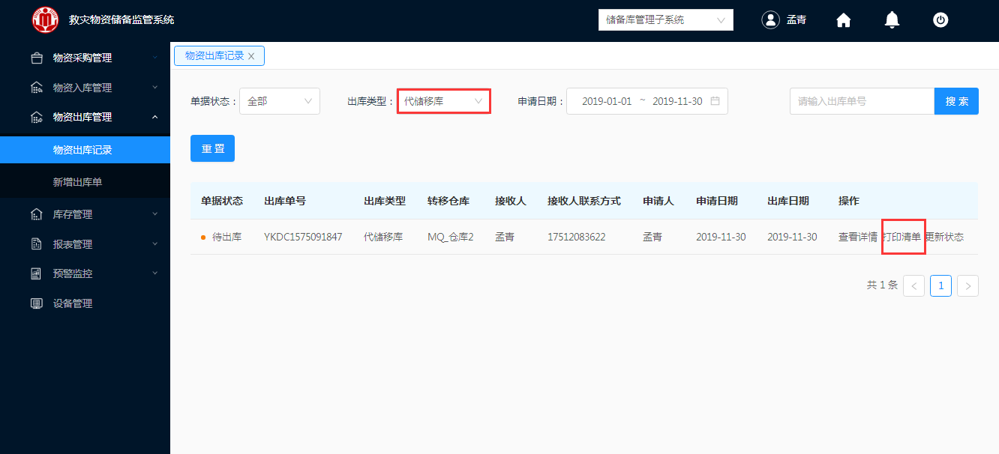 救灾物资储备监管系统
储备库管理子系统
孟青
物资采购管理
物资入库管理
物资出库管理
物资出库记录
新增出库单
库存管理
报表管理
预警监控
设备管理
物资出库记录 X
单据状态： 全部 出库类型： 代储移库 申请日期： 2019-01-01 ~ 2019-11-30 请输入出库单号 搜 索
重 置
单据状态 出库单号 出库类型 转移仓库 接收人 接收人联系方式 申请人 申请日期 出库日期 操作
待出库 YKDC1575091847 代储移库 MQ_仓库2 孟青 17512083622 孟青 2019-11-30 2019-11-30 查看详情 打印清单 更新状态
共 1 条 < 1 >